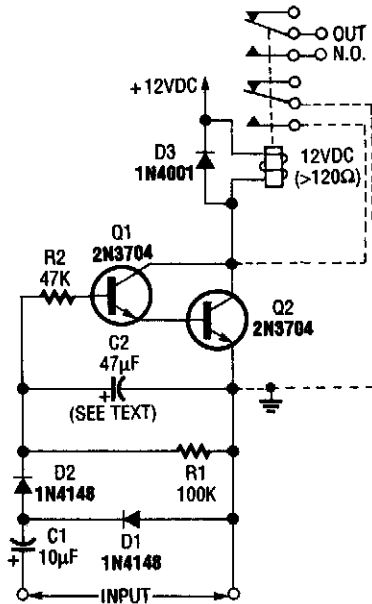 OUT
N.O.
+12VDC
D3
1N4001
12VDC
(>120Ω)
Q1
2N3704
R2
47K
Q2
2N3704
C2
47µF
+
(SEE TEXT)
D2
1N4148
R1
100K
C1
10µF
+
D1
1N4148
INPUT